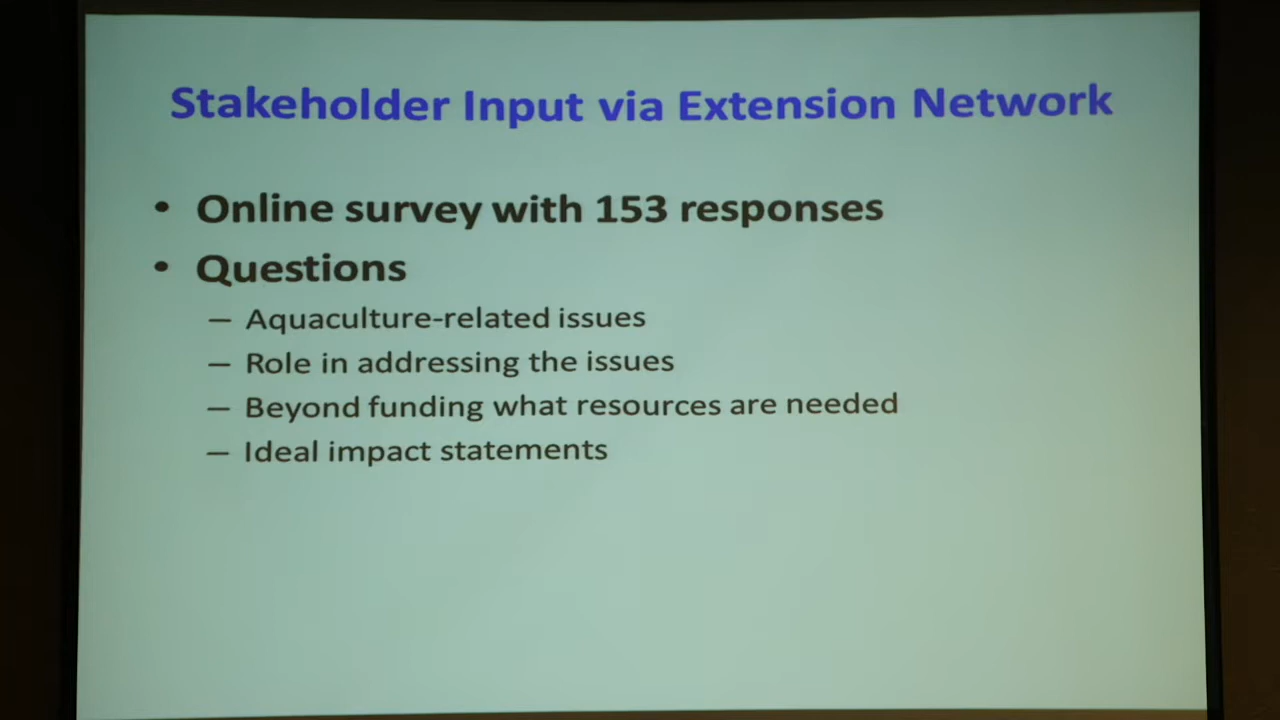 Stakeholder Input via Extension Network
• Online survey with 153 responses
• Questions
– Aquaculture-related issues
– Role in addressing the issues
– Beyond funding what resources are needed
– Ideal impact statements